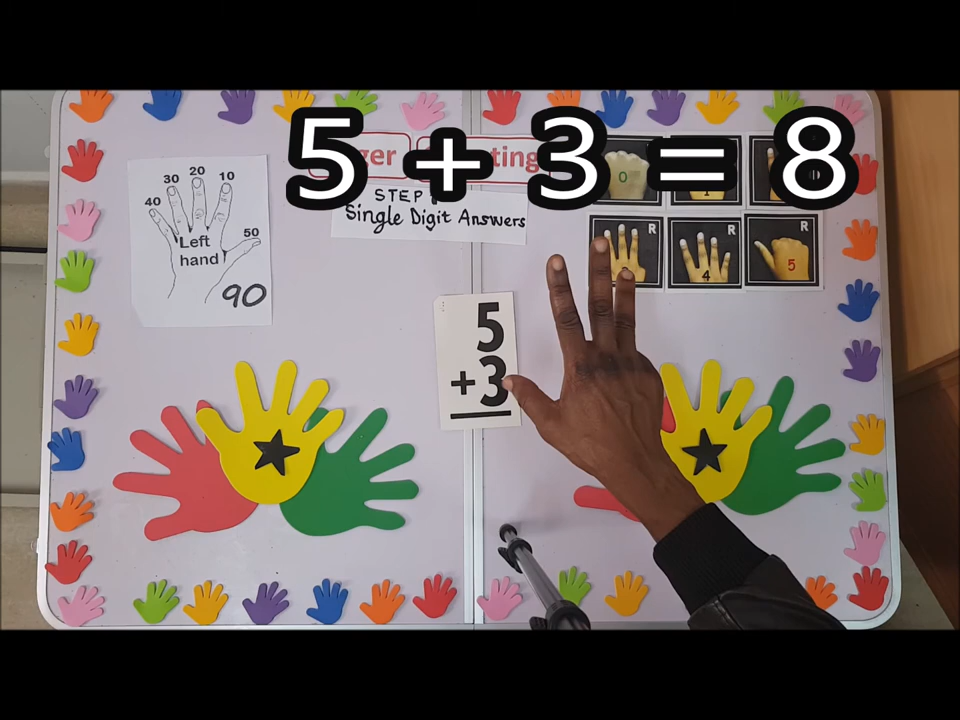 5 + 3 = 8
STEP
Single Digit Answers
40 30 20 10
50
Left
hand
90
0
R R R
4 5
5
+3